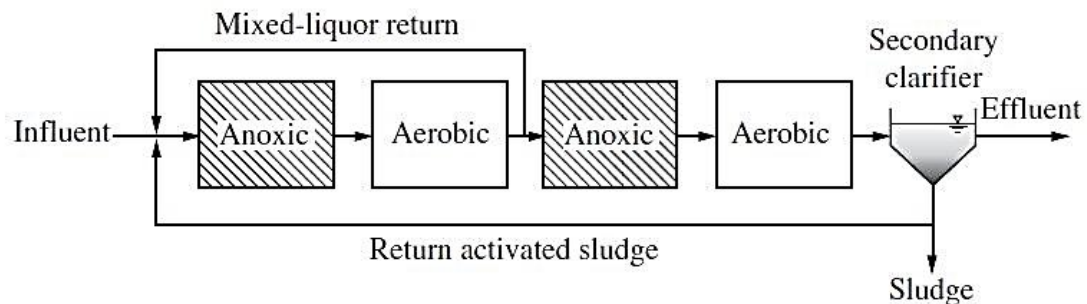 Mixed-liquor return
Secondary
clarifier
Effluent
Influent
Anoxic
Aerobic
Anoxic
Aerobic
Return activated sludge
Sludge